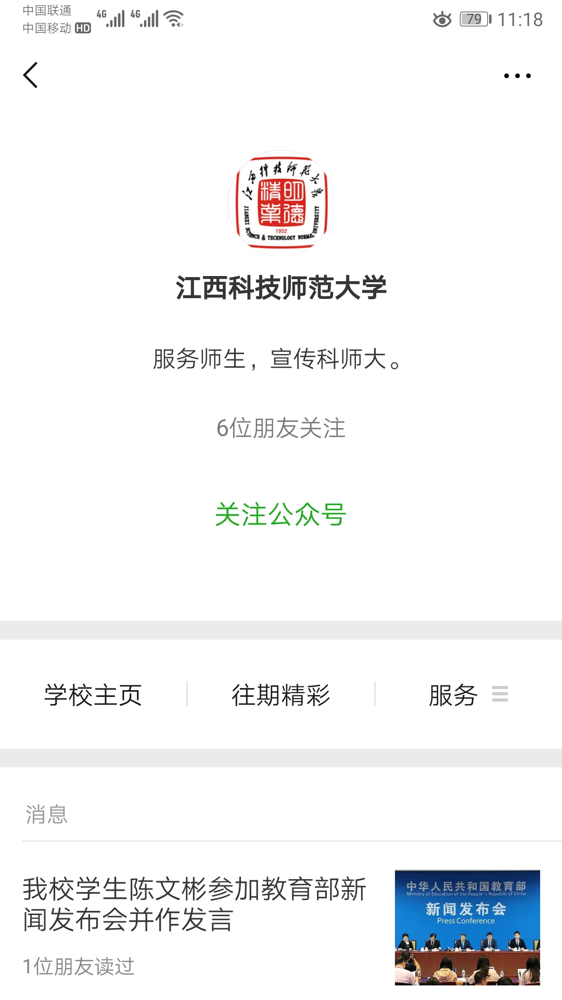 中国联通
中国移动 HD
4G 4G
79 11:18
江西科技师范大学
精明
業德
1952
JIANGXI SCIENCE & TECHNOLOGY NORMAL UNIVERSITY
江西科技师范大学
服务师生，宣传科师大。
6位朋友关注
关注公众号
学校主页
往期精彩
服务
消息
我校学生陈文彬参加教育部新
闻发布会并作发言
1位朋友读过
中华人民共和国教育部
Ministry of Education of the People's Republic of China
新闻发布会
Press Conference